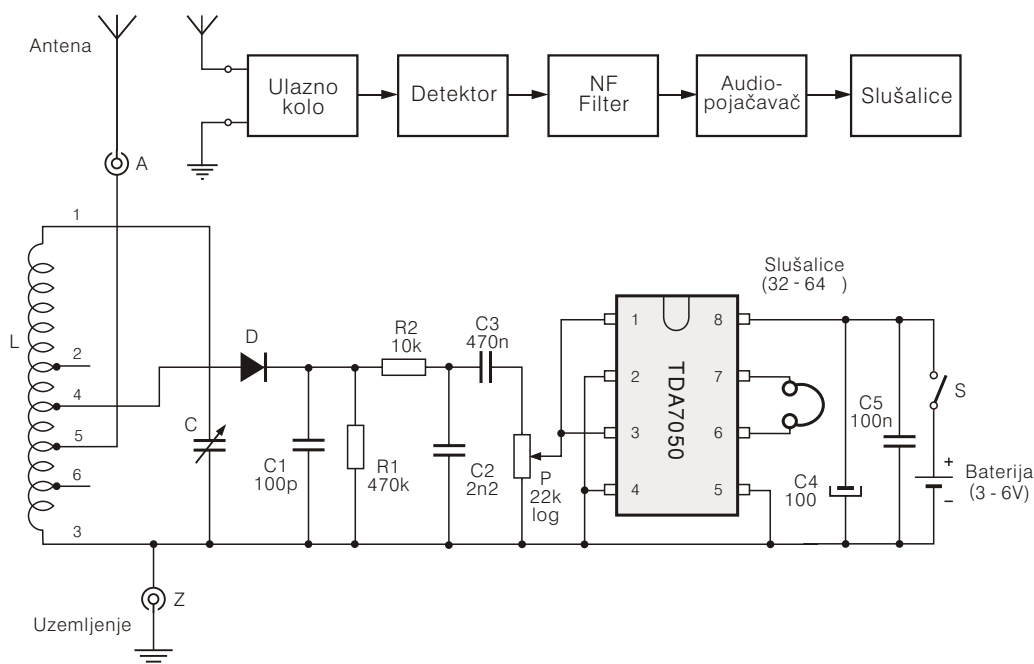 Antena
Ulazno
kolo
Detektor
NF
Filter
Audio-
pojačavač
Slušalice
A
1
L
2
4
5
6
3
C
D
C1
100p
R1
470k
R2
10k
C3
470n
C2
2n2
P
22k
log
1
2
3
4
TDA7050
8
7
6
5
Slušalice
(32 - 64 )
C4
100
C5
100n
S
+
−
Baterija
(3 - 6V)
Z
Uzemljenje